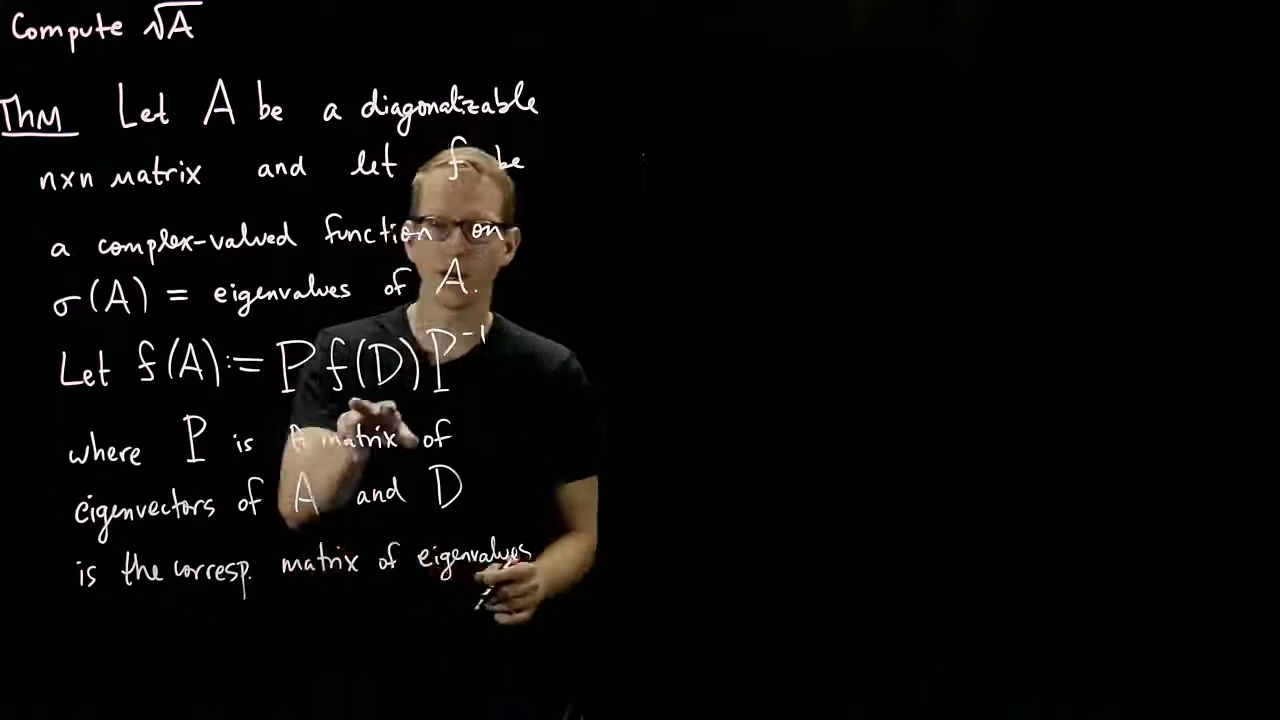 Compute √A
Thm Let A be a diagonalizable
n×n matrix and let f be
a complex-valued function on
σ(A) = eigenvalues of A.
Let f(A) := P f(D) P⁻¹
where P is a matrix of
eigenvectors of A and D
is the corresp. matrix of eigenvalues